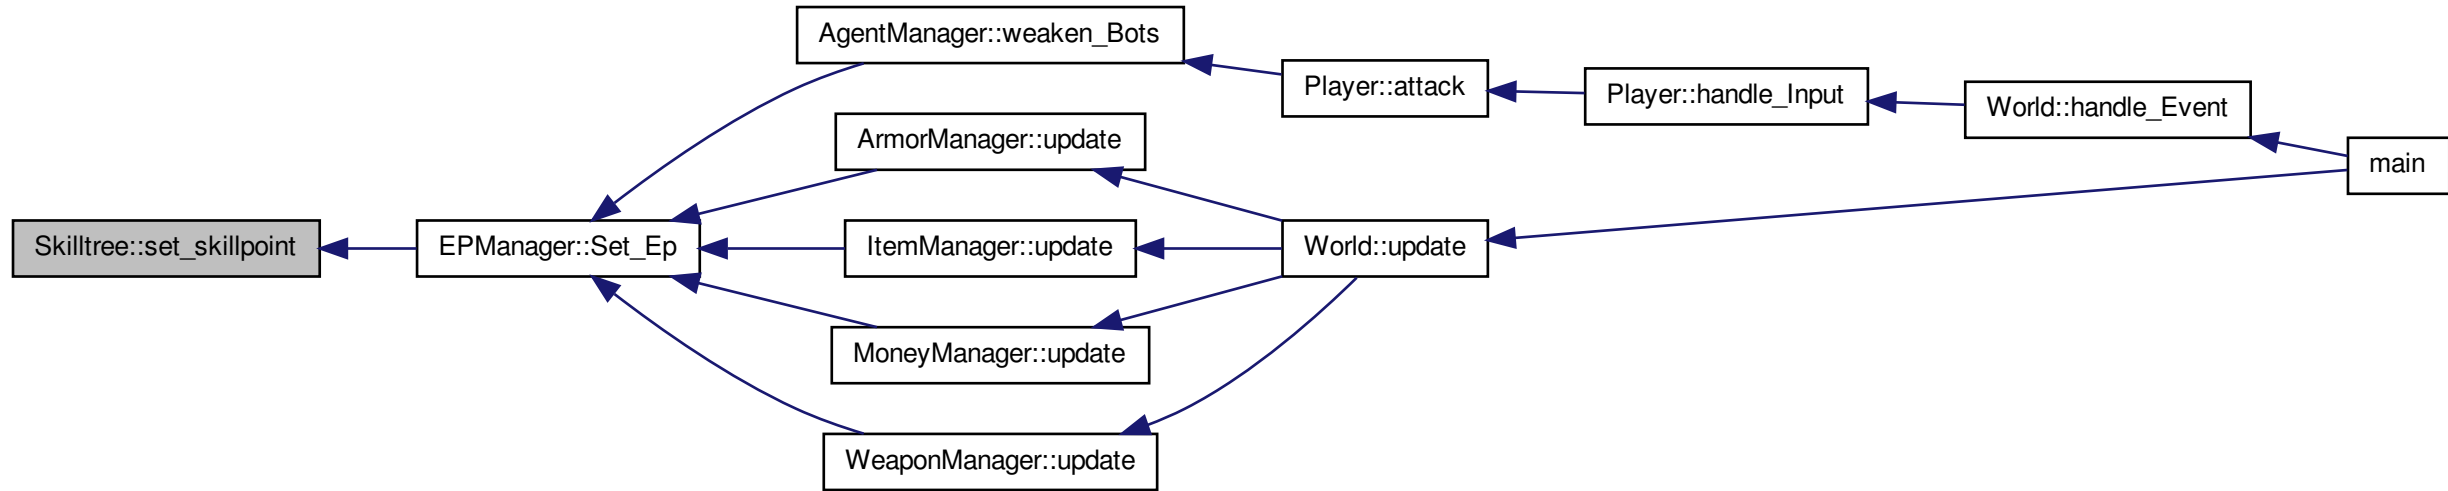 AgentManager::weaken_Bots
Player::attack
Player::handle_Input
World::handle_Event
ArmorManager::update
main
Skilltree::set_skillpoint
EPManager::Set_Ep
ItemManager::update
World::update
MoneyManager::update
WeaponManager::update